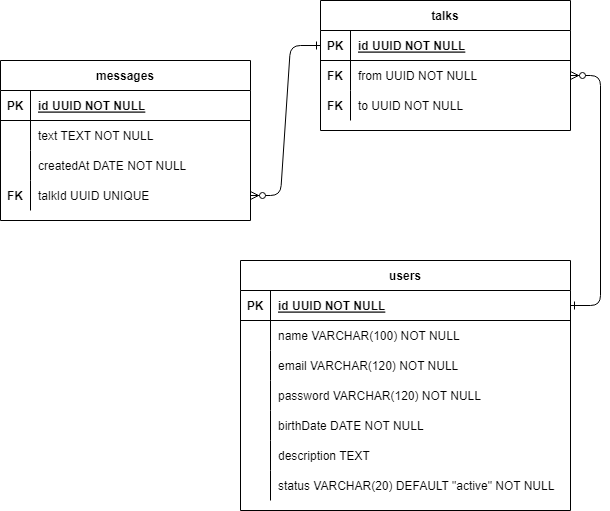 talks
PK id UUID NOT NULL
FK from UUID NOT NULL
FK to UUID NOT NULL
messages
PK id UUID NOT NULL
text TEXT NOT NULL
createdAt DATE NOT NULL
FK talkId UUID UNIQUE
users
PK id UUID NOT NULL
name VARCHAR(100) NOT NULL
email VARCHAR(120) NOT NULL
password VARCHAR(120) NOT NULL
birthDate DATE NOT NULL
description TEXT
status VARCHAR(20) DEFAULT "active" NOT NULL